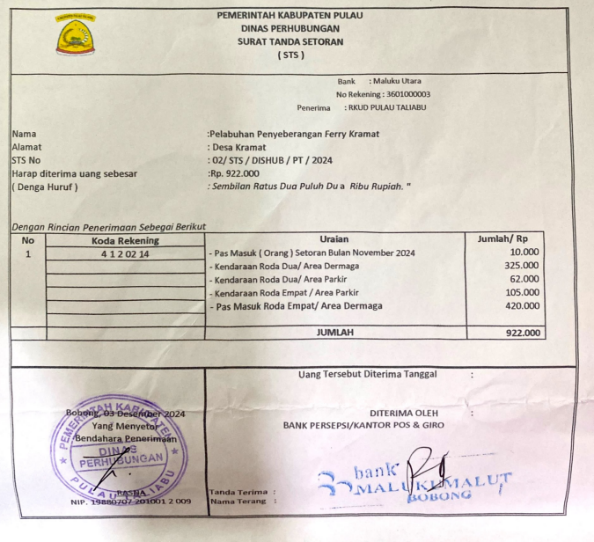 PEMERINTAH KABUPATEN PULAU
DINAS PERHUBUNGAN
SURAT TANDA SETORAN
( STS )
Bank : Maluku Utara
No Rekening : 3601000003
Penerima : RKUD PULAU TALIABU
Nama :Pelabuhan Penyeberangan Ferry Kramat
Alamat : Desa Kramat
STS No : 02/ STS / DISHUB / PT / 2024
Harap diterima uang sebesar :Rp. 922.000
( Denga Huruf ) : Sembilan Ratus Dua Puluh Du a Ribu Rupiah. "
Dengan Rincian Penerimaan Sebegai Berikut
No Koda Rekening Uraian Jumlah/ Rp
1 4 1 2 02 14 - Pas Masuk ( Orang ) Setoran Bulan November 2024 10.000
- Kendaraan Roda Dua/ Area Dermaga 325.000
- Kendaraan Roda Dua/ Area Parkir 62.000
- Kendaraan Roda Empat / Area Parkir 105.000
- Pas Masuk Roda Empat/ Area Dermaga 420.000
JUMLAH 922.000
Uang Tersebut Diterima Tanggal :
Bobong, 03 Desember 2024
Yang Menyetor
Bendahara Penerimaan
PEMERINTAH KABUPATEN
DINAS
PERHUBUNGAN
PULAU TALIABU
NIP. 19880707 201001 2 009
DITERIMA OLEH :
BANK PERSEPSI/KANTOR POS & GIRO
bank
MALUKU MALUT
BOBONG
Tanda Terima :
Nama Terang :